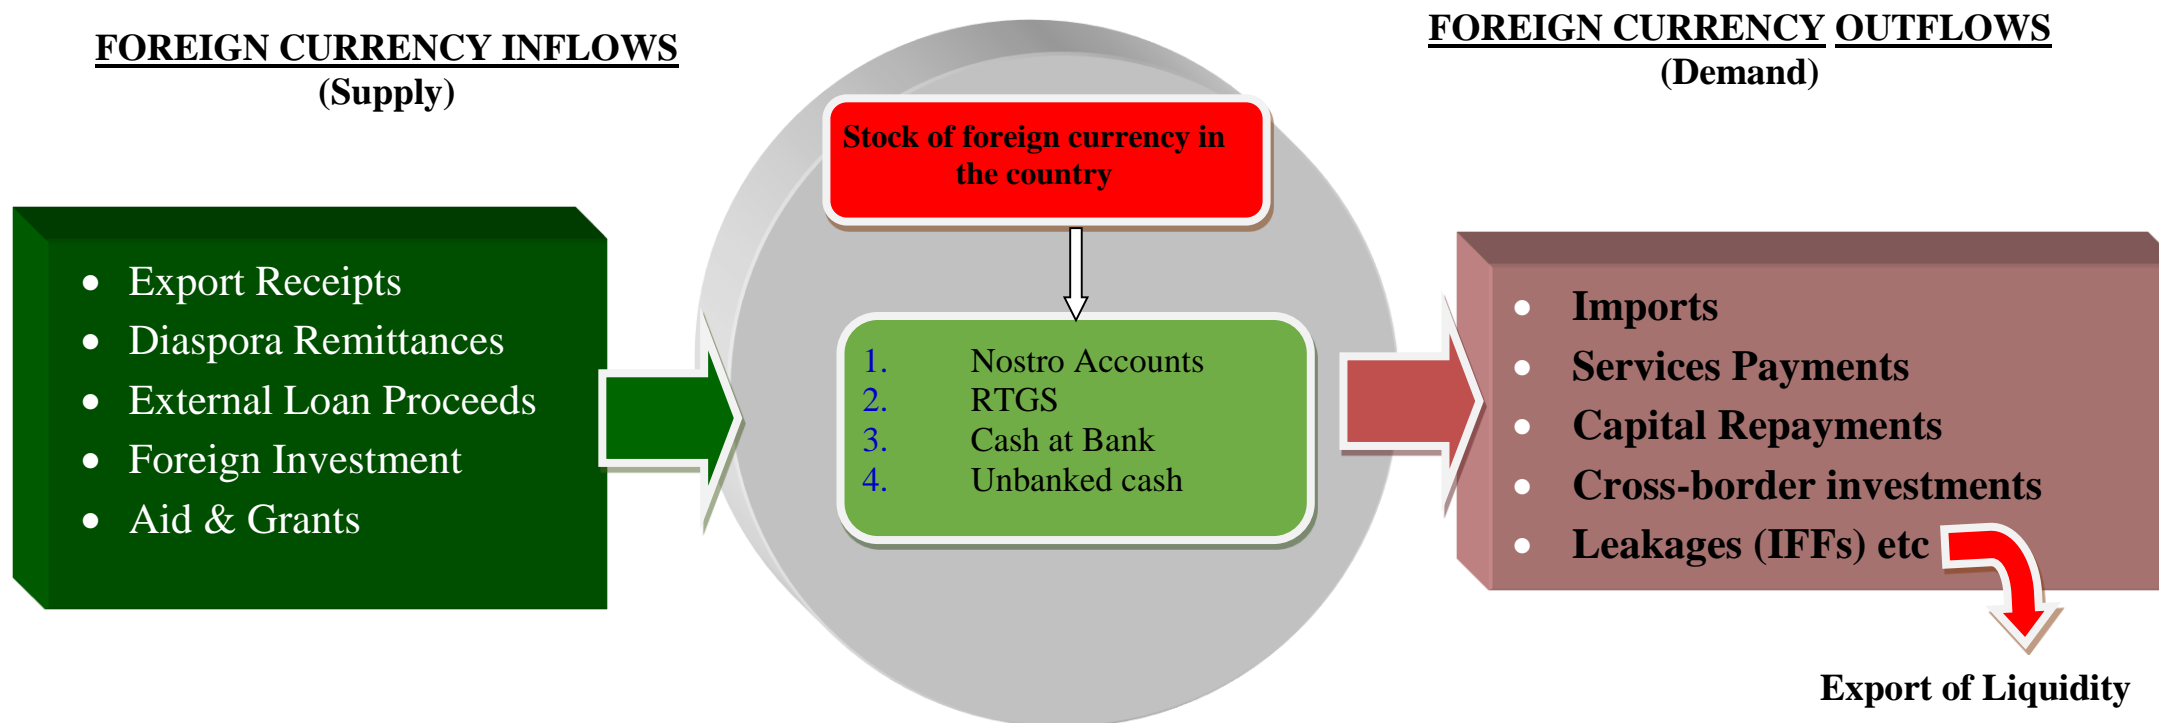 FOREIGN CURRENCY INFLOWS
(Supply)
• Export Receipts
• Diaspora Remittances
• External Loan Proceeds
• Foreign Investment
• Aid & Grants
Stock of foreign currency in
the country
1. Nostro Accounts
2. RTGS
3. Cash at Bank
4. Unbanked cash
FOREIGN CURRENCY OUTFLOWS
(Demand)
• Imports
• Services Payments
• Capital Repayments
• Cross-border investments
• Leakages (IFFs) etc
Export of Liquidity